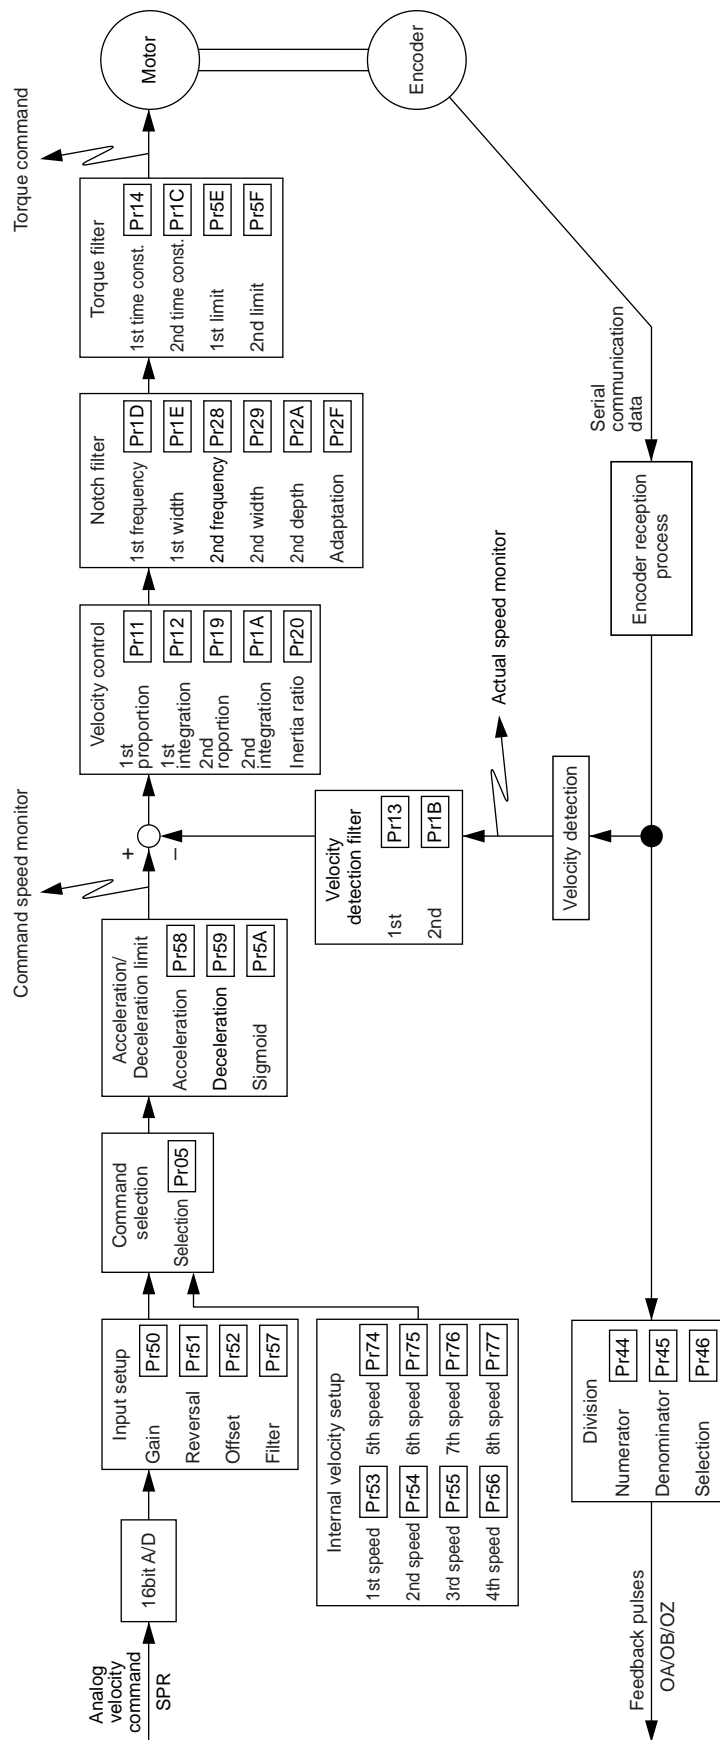 Analog
velocity
command
SPR
16bit A/D
Input setup
Gain Pr50
Reversal Pr51
Offset Pr52
Filter Pr57
Internal velocity setup
1st speed Pr53 5th speed Pr74
2nd speed Pr54 6th speed Pr75
3rd speed Pr55 7th speed Pr76
4th speed Pr56 8th speed Pr77
Command
selection
Selection Pr05
Acceleration/
Deceleration limit
Acceleration Pr58
Deceleration Pr59
Sigmoid Pr5A
Command speed monitor
+
−
Velocity control
1st
proportion Pr11
1st
integration Pr12
2nd
roportion Pr19
2nd
integration Pr1A
Inertia ratio Pr20
Notch filter
1st frequency Pr1D
1st width Pr1E
2nd frequency Pr28
2nd width Pr29
2nd depth Pr2A
Adaptation Pr2F
Torque filter
1st time const. Pr14
2nd time const. Pr1C
1st limit Pr5E
2nd limit Pr5F
Torque command
Motor
Encoder
Velocity
detection filter
1st Pr13
2nd Pr1B
Actual speed monitor
Velocity detection
Serial
communication
data
Encoder reception
process
Division
Numerator Pr44
Denominator Pr45
Selection Pr46
Feedback pulses
OA/OB/OZ